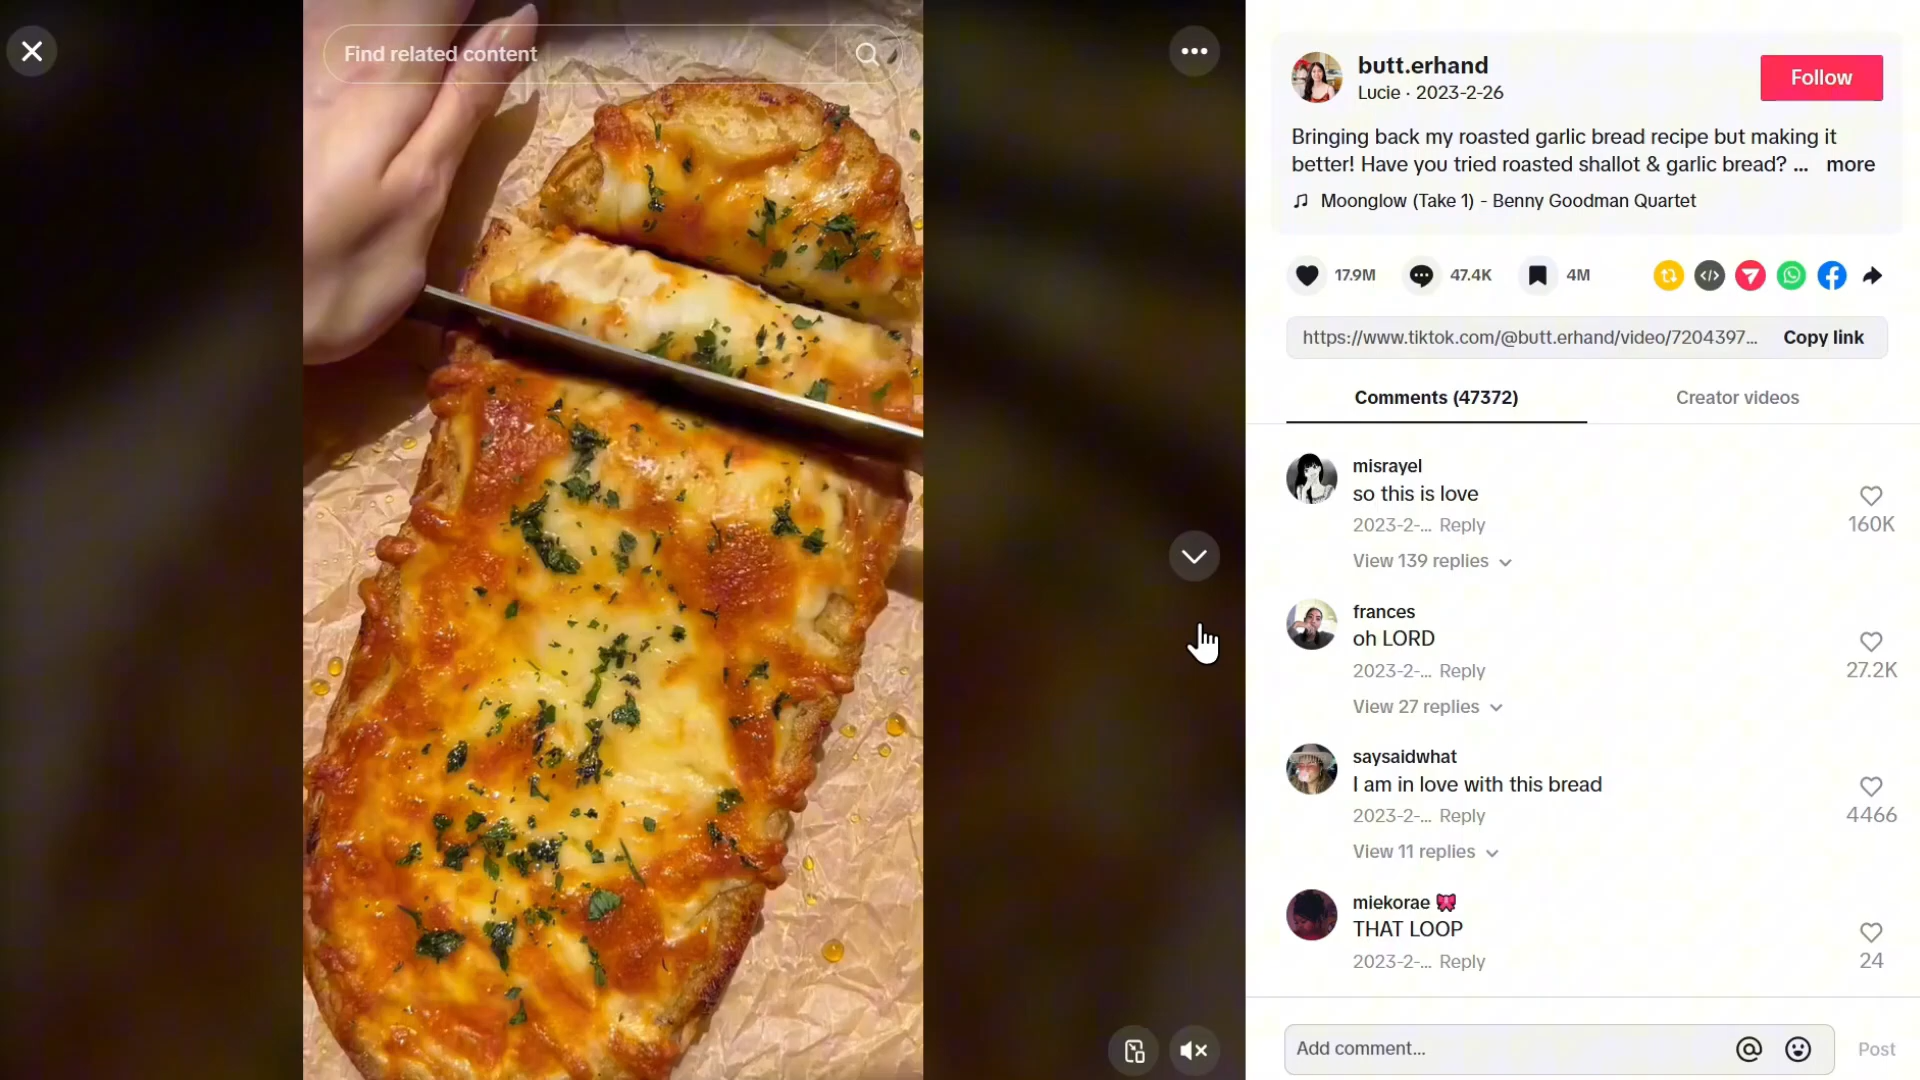 Find related content
butt.erhand
Lucie · 2023-2-26
Follow
Bringing back my roasted garlic bread recipe but making it
better! Have you tried roasted shallot & garlic bread? ... more
Moonglow (Take 1) - Benny Goodman Quartet
17.9M
47.4K
4M
https://www.tiktok.com/@butt.erhand/video/7204397...
Copy link
Comments (47372)
Creator videos
misrayel
so this is love
2023-2-... Reply
160K
View 139 replies
frances
oh LORD
2023-2-... Reply
27.2K
View 27 replies
saysaidwhat
I am in love with this bread
2023-2-... Reply
4466
View 11 replies
miekorae 🎀
THAT LOOP
2023-2-... Reply
24
Add comment...
Post